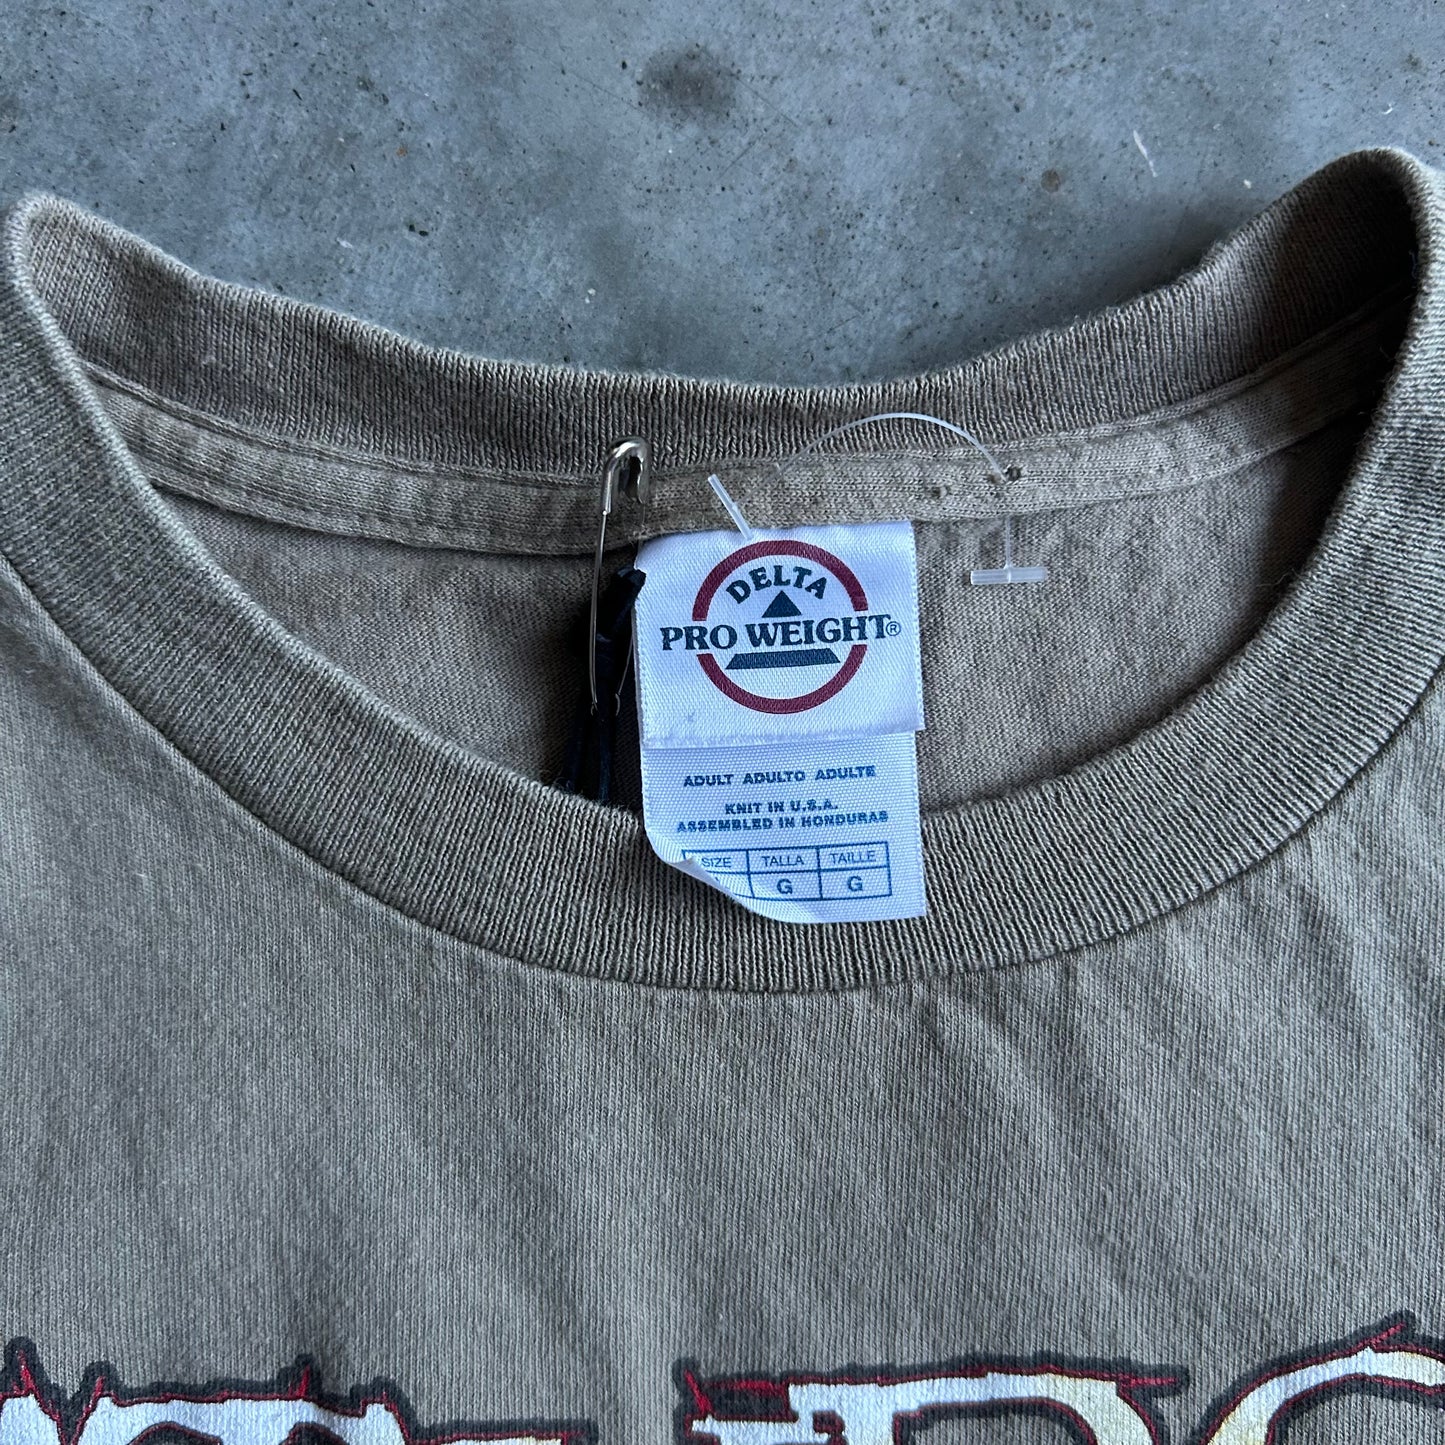 DELTA
PRO WEIGHT®
ADULT ADULTO ADULTE
KNIT IN U.S.A.
ASSEMBLED IN HONDURAS
SIZE TALLA TAILLE
G G